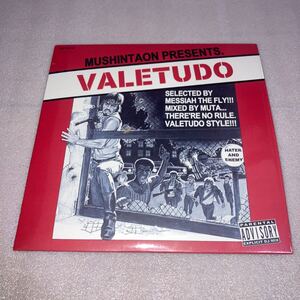 MUSHINTAON PRESENTS.
VALETUDO
SELECTED BY
MESSIAH THE FLY!!!
MIXED BY MUTA...
THERE'RE NO RULE.
VALETUDO STYLE!!!
HATER
AND
ENEMY
PARENTAL
ADVISORY
EXPLICIT DJ MIX